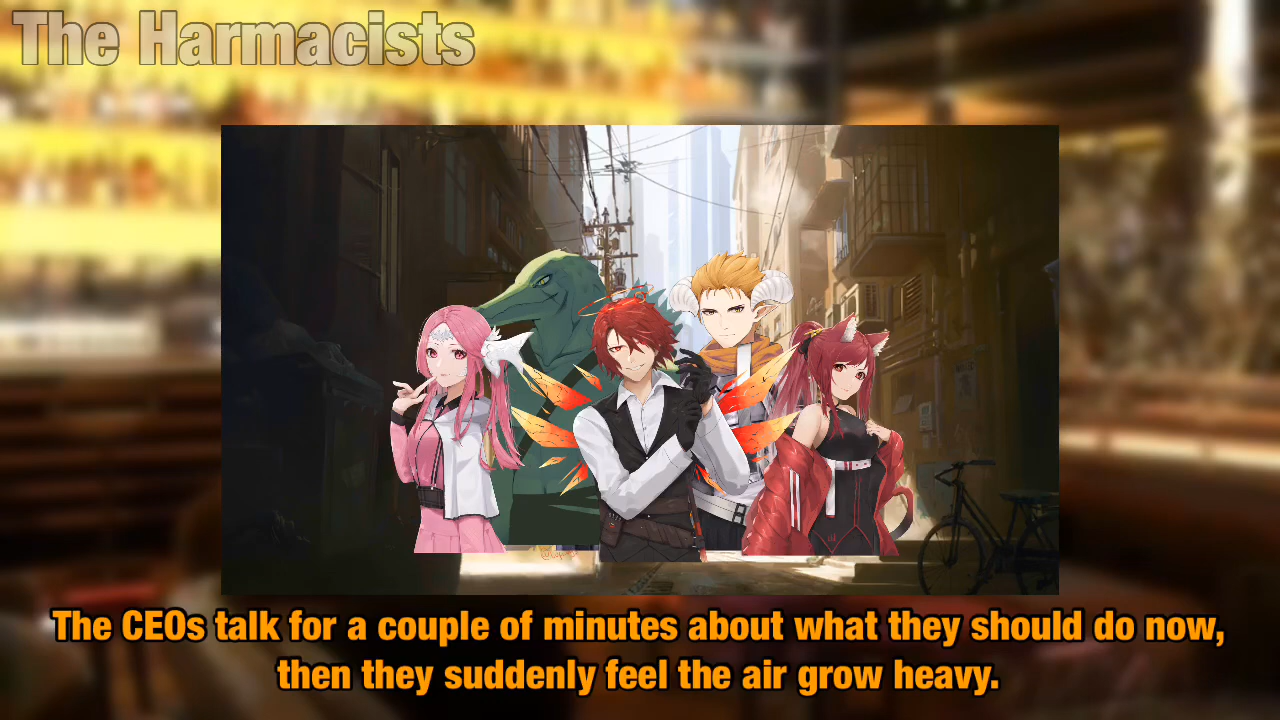 The Harmacists
The CEOs talk for a couple of minutes about what they should do now,
then they suddenly feel the air grow heavy.